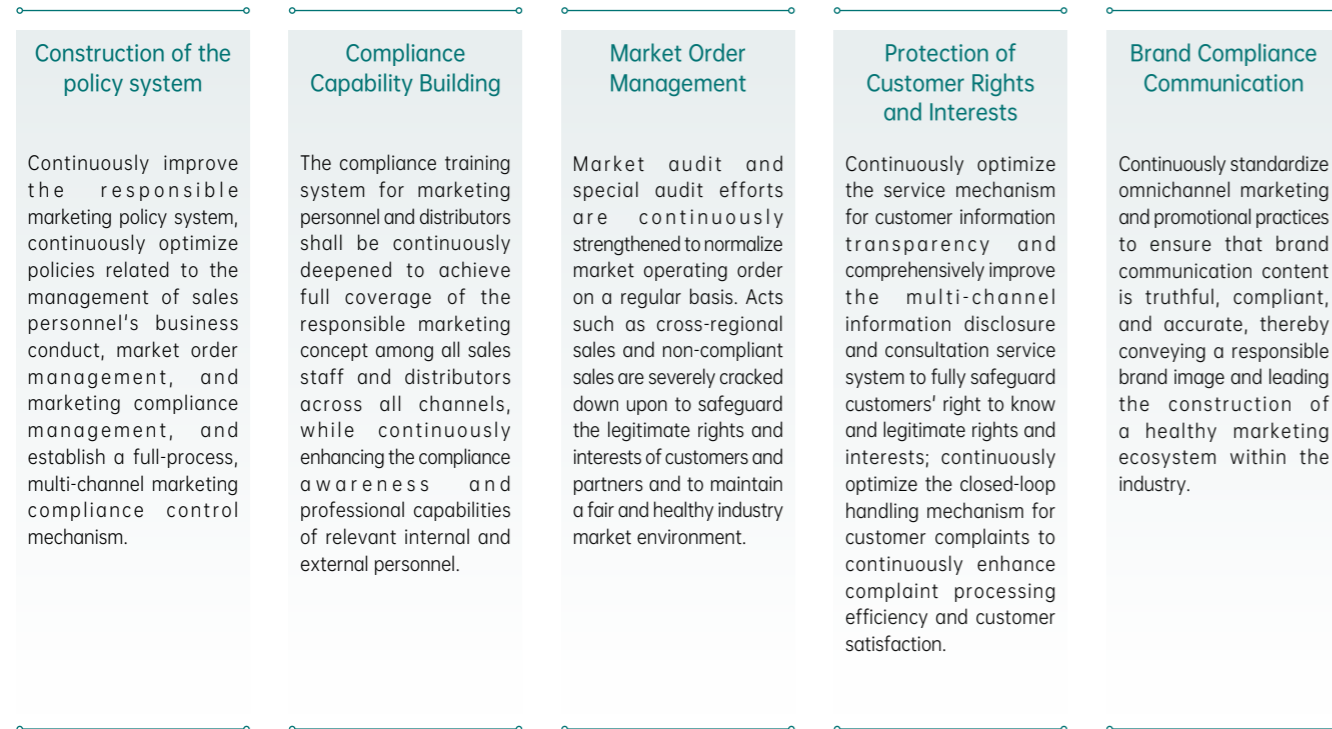 Construction of the
policy system
Continuously improve
the responsible
marketing policy system,
continuously optimize
policies related to the
management of sales
personnel's business
conduct, market order
management, and
marketing compliance
management, and
establish a full-process,
multi-channel marketing
compliance control
mechanism.
Compliance
Capability Building
The compliance training
system for marketing
personnel and distributors
shall be continuously
deepened to achieve
full coverage of the
responsible marketing
concept among all sales
staff and distributors
across all channels,
while continuously
enhancing the compliance
awareness and
professional capabilities
of relevant internal and
external personnel.
Market Order
Management
Market audit and
special audit efforts
are continuously
strengthened to normalize
market operating order
on a regular basis. Acts
such as cross-regional
sales and non-compliant
sales are severely cracked
down upon to safeguard
the legitimate rights and
interests of customers and
partners and to maintain
a fair and healthy industry
market environment.
Protection of
Customer Rights
and Interests
Continuously optimize
the service mechanism
for customer information
transparency and
comprehensively improve
the multi-channel
information disclosure
and consultation service
system to fully safeguard
customers' right to know
and legitimate rights and
interests; continuously
optimize the closed-loop
handling mechanism for
customer complaints to
continuously enhance
complaint processing
efficiency and customer
satisfaction.
Brand Compliance
Communication
Continuously standardize
omnichannel marketing
and promotional practices
to ensure that brand
communication content
is truthful, compliant,
and accurate, thereby
conveying a responsible
brand image and leading
the construction of
a healthy marketing
ecosystem within the
industry.